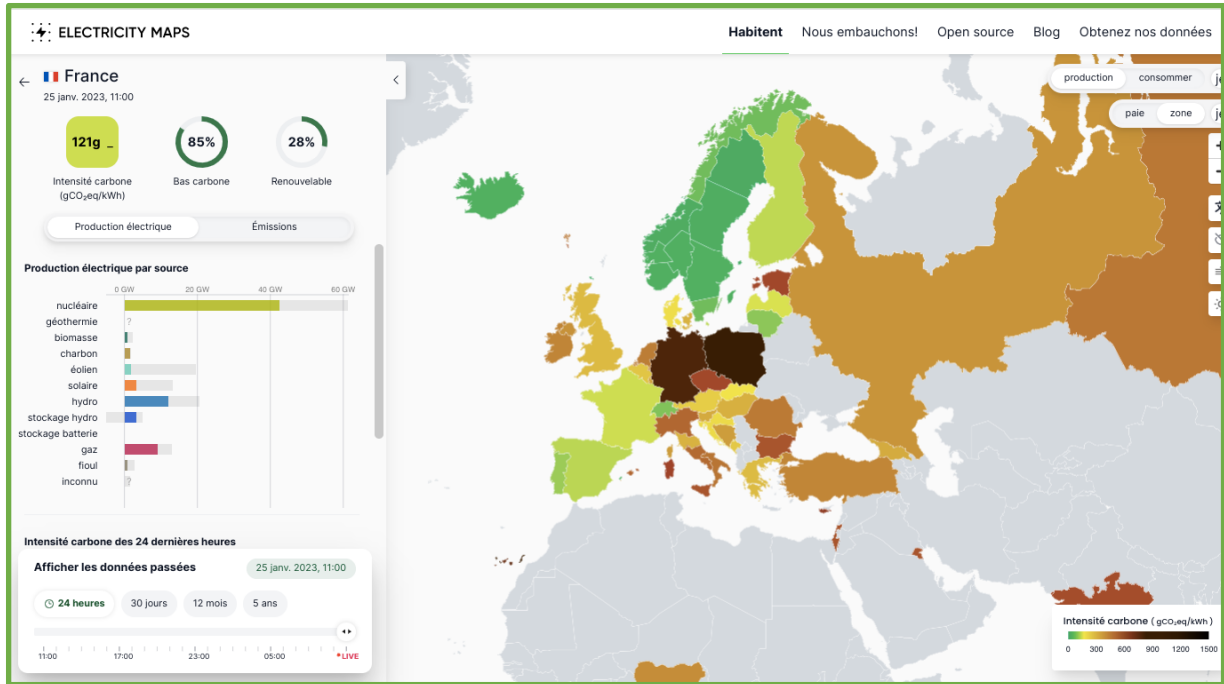 ELECTRICITY MAPS
Habitent
Nous embauchons!
Open source
Blog
Obtenez nos données
France
25 janv. 2023, 11:00
121g
85%
28%
Intensité carbone
(gCO₂eq/kWh)
Bas carbone
Renouvelable
Production électrique
Émissions
Production électrique par source
0 GW
20 GW
40 GW
60 GW
nucléaire
géothermie
?
biomasse
charbon
éolien
solaire
hydro
stockage hydro
stockage batterie
gaz
fioul
inconnu
?
Intensité carbone des 24 dernières heures
Afficher les données passées
25 janv. 2023, 11:00
24 heures
30 jours
12 mois
5 ans
11:00
17:00
23:00
05:00
LIVE
production
consommer
paie
zone
Intensité carbone ( gCO₂eq/kWh )
0
300
600
900
1200
1500